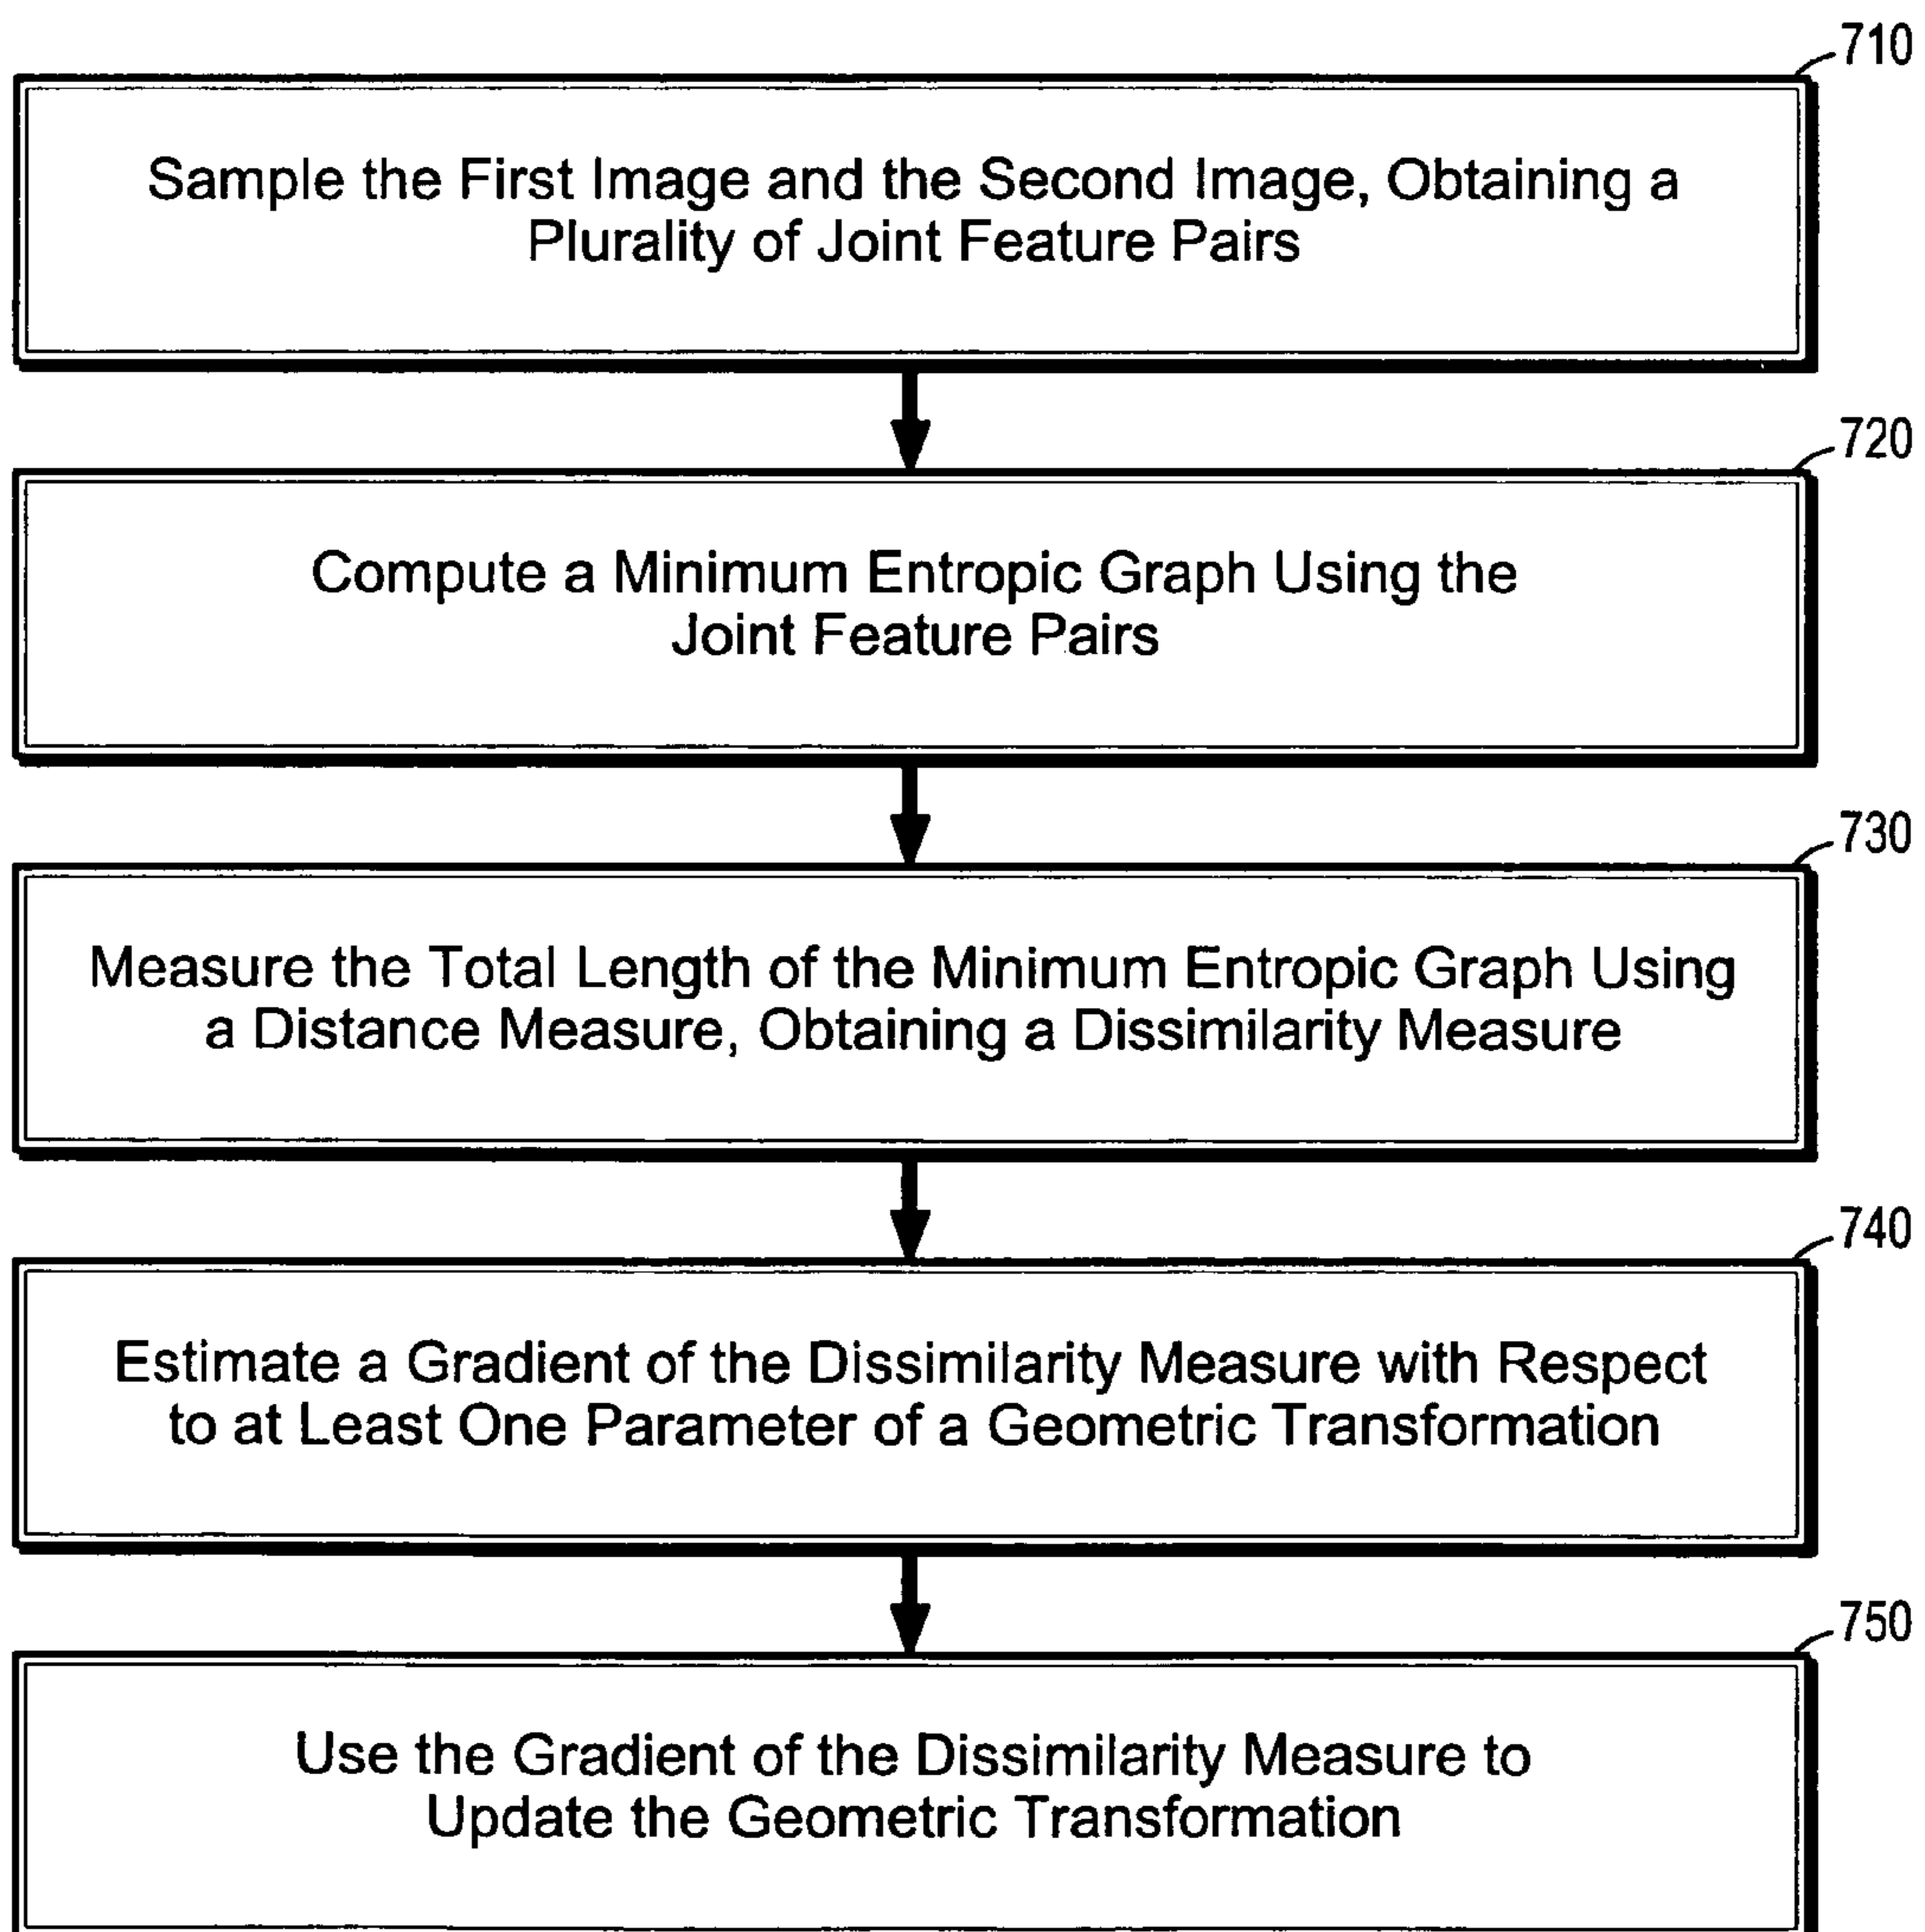 710
Sample the First Image and the Second Image, Obtaining a
Plurality of Joint Feature Pairs
720
Compute a Minimum Entropic Graph Using the
Joint Feature Pairs
730
Measure the Total Length of the Minimum Entropic Graph Using
a Distance Measure, Obtaining a Dissimilarity Measure
740
Estimate a Gradient of the Dissimilarity Measure with Respect
to at Least One Parameter of a Geometric Transformation
750
Use the Gradient of the Dissimilarity Measure to
Update the Geometric Transformation